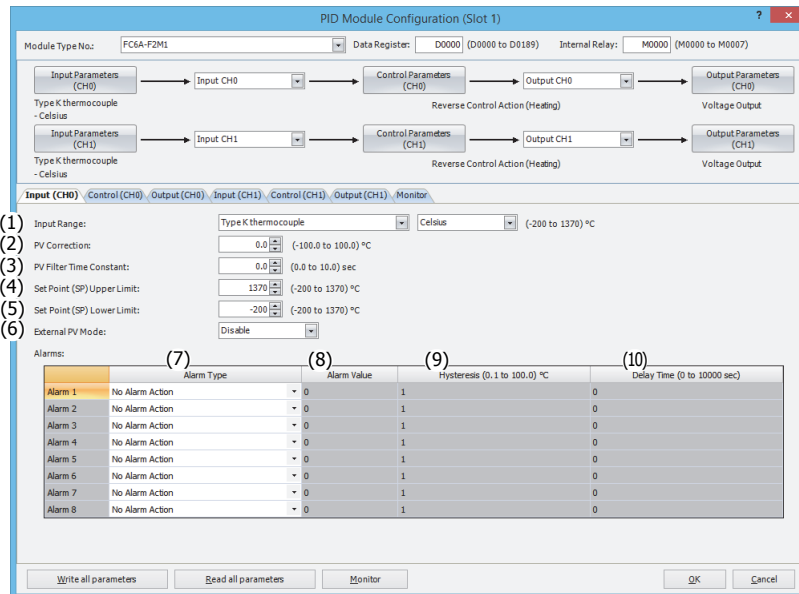 PID Module Configuration (Slot 1)
? x
Module Type No.: FC6A-F2M1 Data Register: D0000 (D0000 to D0189) Internal Relay: M0000 (M0000 to M0007)
Input Parameters (CH0) Input CH0 Control Parameters (CH0) Output CH0 Output Parameters (CH0)
Type K thermocouple - Celsius Reverse Control Action (Heating) Voltage Output
Input Parameters (CH1) Input CH1 Control Parameters (CH1) Output CH1 Output Parameters (CH1)
Type K thermocouple - Celsius Reverse Control Action (Heating) Voltage Output
Input (CH0) Control (CH0) Output (CH0) Input (CH1) Control (CH1) Output (CH1) Monitor
(1) Input Range: Type K thermocouple Celsius (-200 to 1370) °C
(2) PV Correction: 0.0 (-100.0 to 100.0) °C
(3) PV Filter Time Constant: 0.0 (0.0 to 10.0) sec
(4) Set Point (SP) Upper Limit: 1370 (-200 to 1370) °C
(5) Set Point (SP) Lower Limit: -200 (-200 to 1370) °C
(6) External PV Mode: Disable
Alarms:
(7) (8) (9) (10)
Alarm Type Alarm Value Hysteresis (0.1 to 100.0) °C Delay Time (0 to 10000 sec)
Alarm 1 No Alarm Action 0 1 0
Alarm 2 No Alarm Action 0 1 0
Alarm 3 No Alarm Action 0 1 0
Alarm 4 No Alarm Action 0 1 0
Alarm 5 No Alarm Action 0 1 0
Alarm 6 No Alarm Action 0 1 0
Alarm 7 No Alarm Action 0 1 0
Alarm 8 No Alarm Action 0 1 0
Write all parameters Read all parameters Monitor OK Cancel